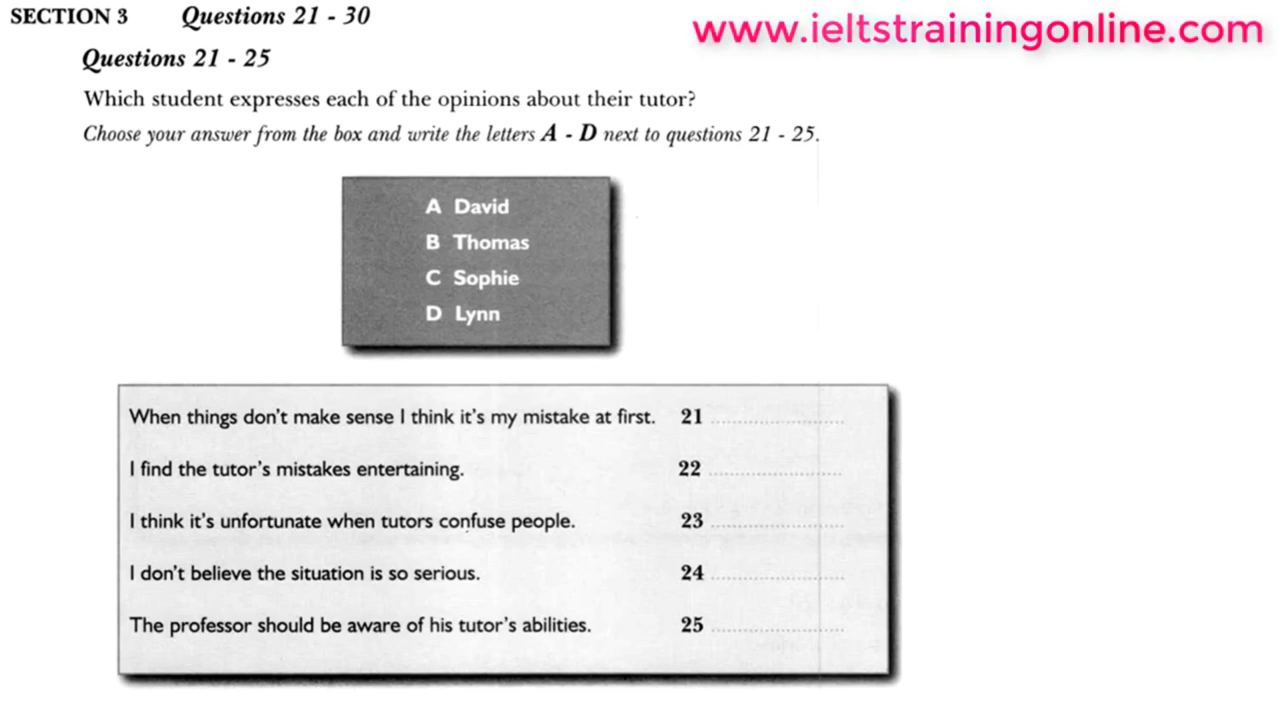 SECTION 3 Questions 21 - 30
www.ieltstrainingonline.com
Questions 21 - 25
Which student expresses each of the opinions about their tutor?
Choose your answer from the box and write the letters A - D next to questions 21 - 25.
A David
B Thomas
C Sophie
D Lynn
When things don't make sense I think it's my mistake at first. 21 ........................
I find the tutor's mistakes entertaining. 22 ........................
I think it's unfortunate when tutors confuse people. 23 ........................
I don't believe the situation is so serious. 24 ........................
The professor should be aware of his tutor's abilities. 25 ........................